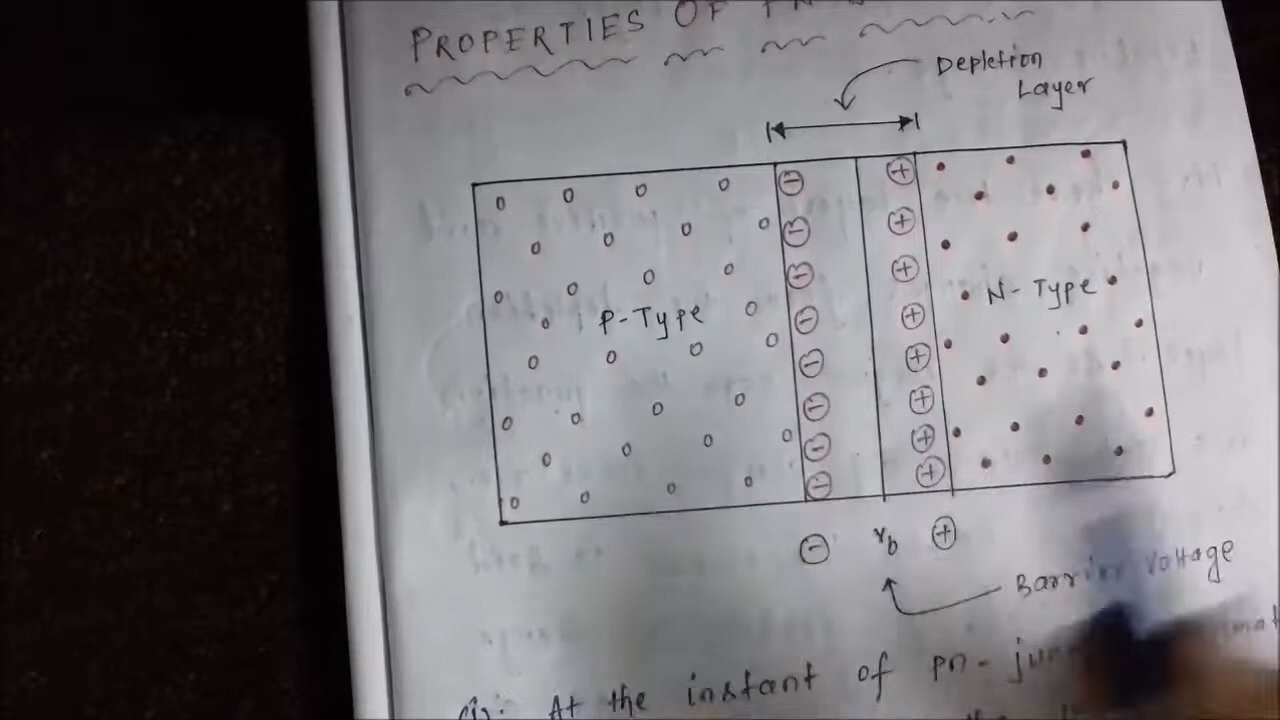 PROPERTIES OF
Depletion
Layer
P-Type
N-Type
⊖ Vb ⊕
Barrier Voltage
(i): At the instant of pn-